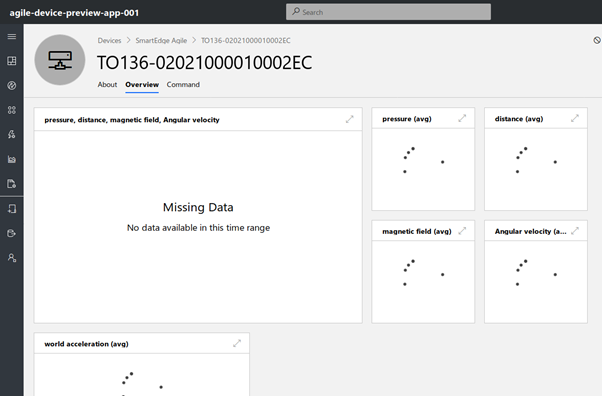 agile-device-preview-app-001
Search
Devices > SmartEdge Agile > TO136-02021000010002EC
TO136-02021000010002EC
About Overview Command
pressure, distance, magnetic field, Angular velocity
Missing Data
No data available in this time range
pressure (avg)
distance (avg)
magnetic field (avg)
Angular velocity (a...
world acceleration (avg)